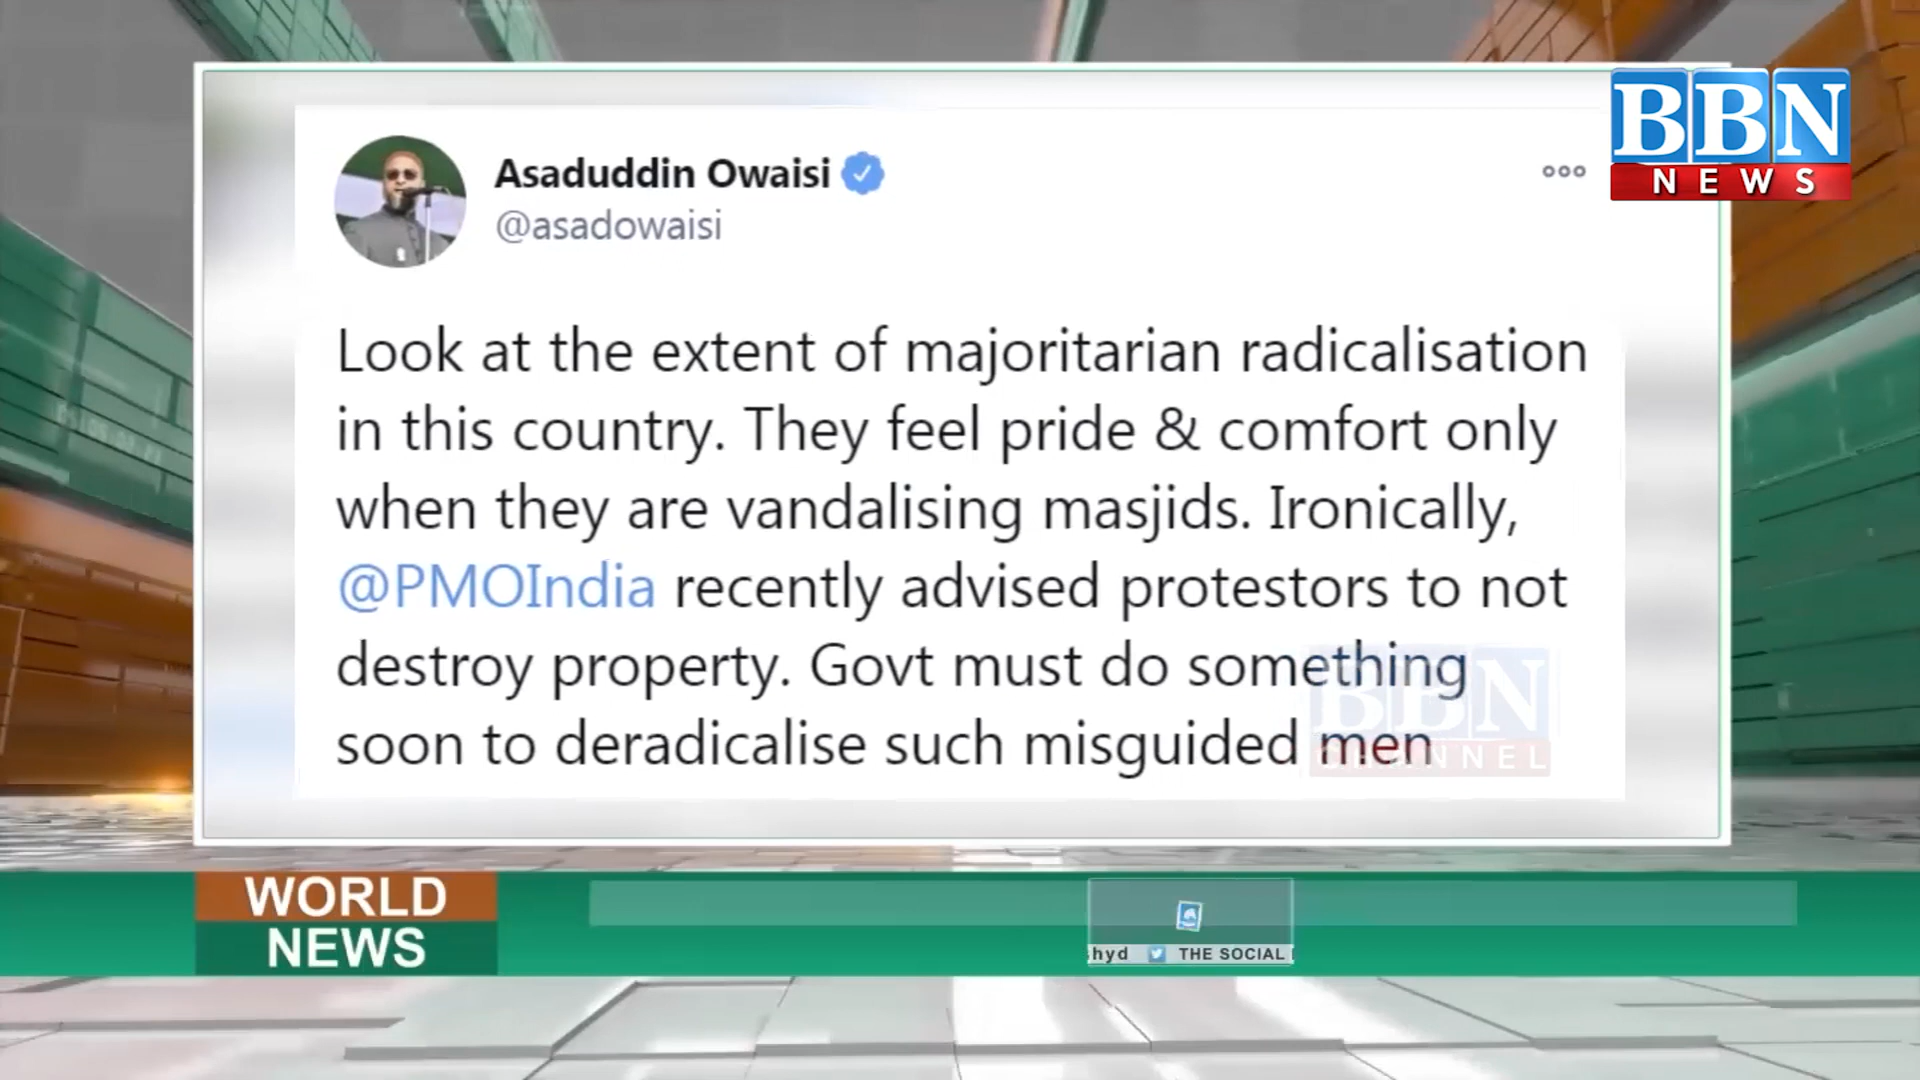 BBN
NEWS
Asaduddin Owaisi
@asadowaisi
Look at the extent of majoritarian radicalisation
in this country. They feel pride & comfort only
when they are vandalising masjids. Ironically,
@PMOIndia recently advised protestors to not
destroy property. Govt must do something
soon to deradicalise such misguided men
BBN
CHANNEL
WORLD
NEWS
hyd THE SOCIAL